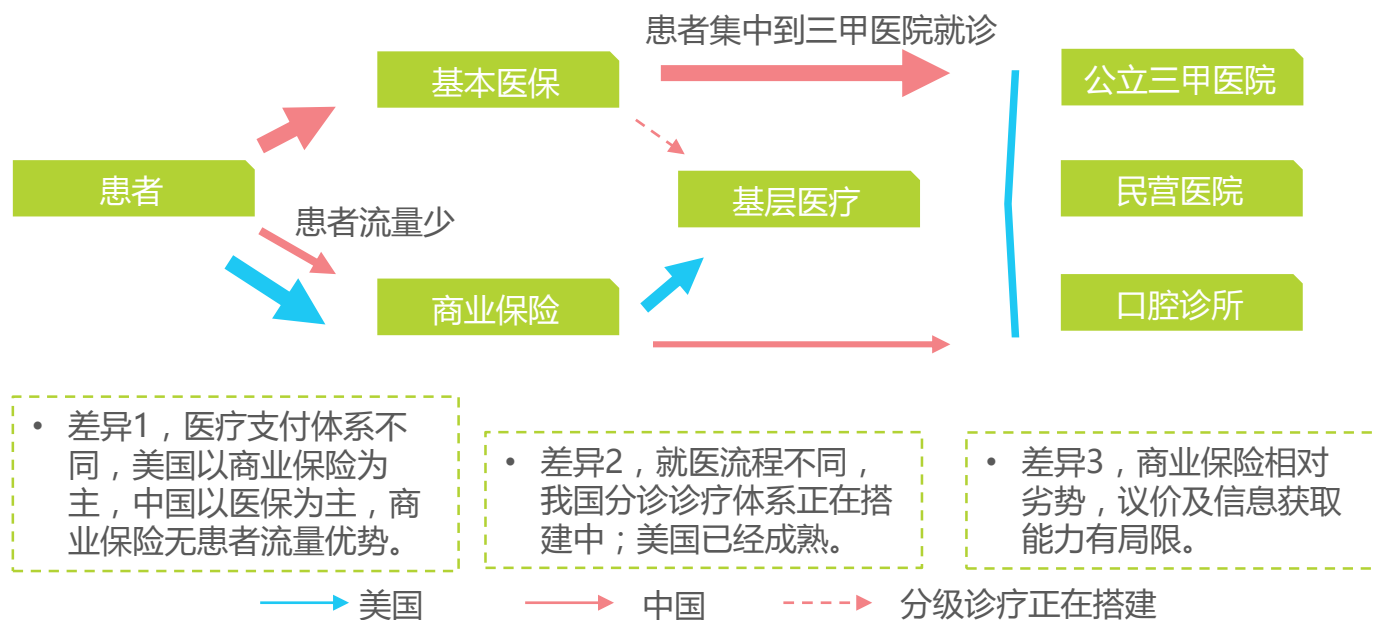 患者集中到三甲医院就诊
基本医保
公立三甲医院
患者
基层医疗
民营医院
患者流量少
商业保险
口腔诊所
• 差异1，医疗支付体系不
同，美国以商业保险为
主，中国以医保为主，商
业保险无患者流量优势。
• 差异2，就医流程不同，
我国分诊诊疗体系正在搭
建中；美国已经成熟。
• 差异3，商业保险相对
劣势，议价及信息获取
能力有局限。
美国
中国
分级诊疗正在搭建